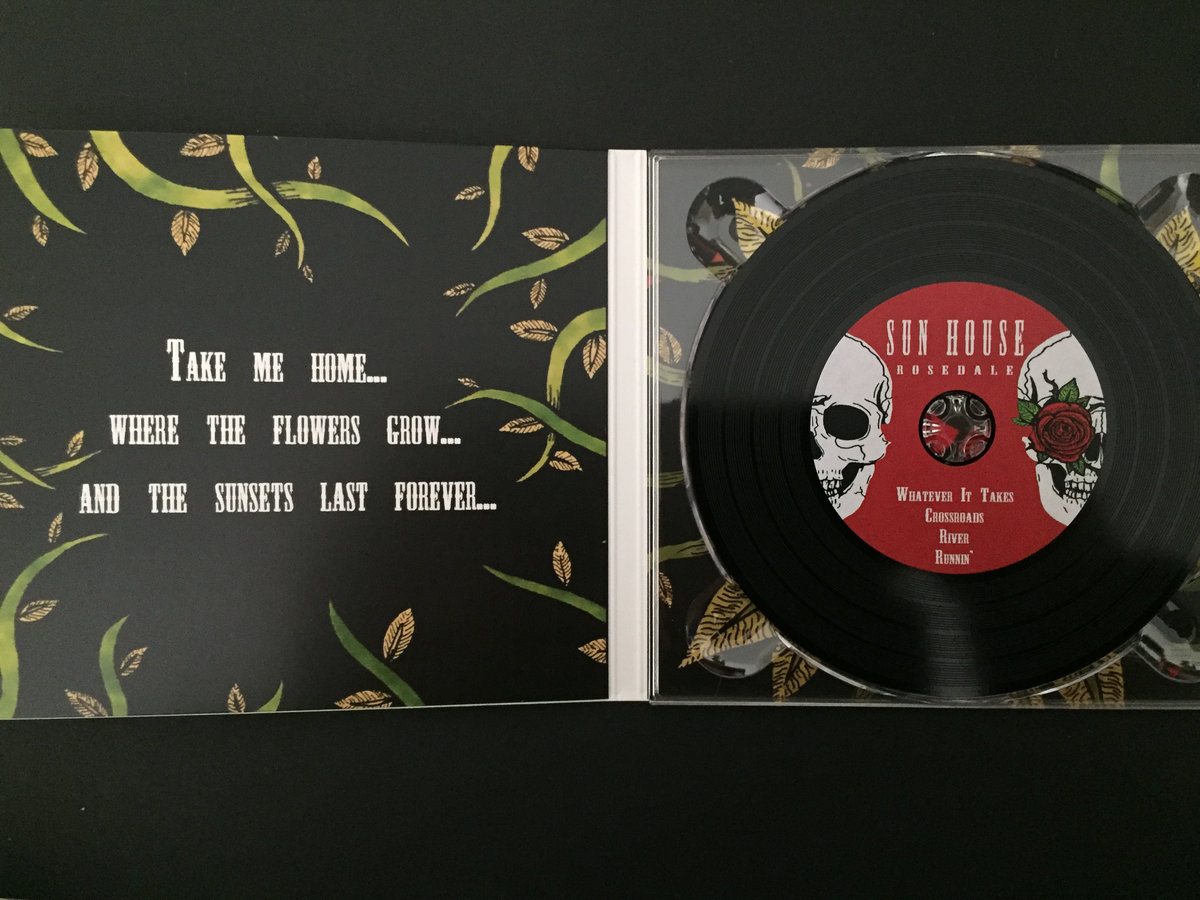 Take me home...
where the flowers grow...
and the sunsets last forever...
SUN HOUSE
ROSEDALE
Whatever It Takes
Crossroads
River
Runnin'